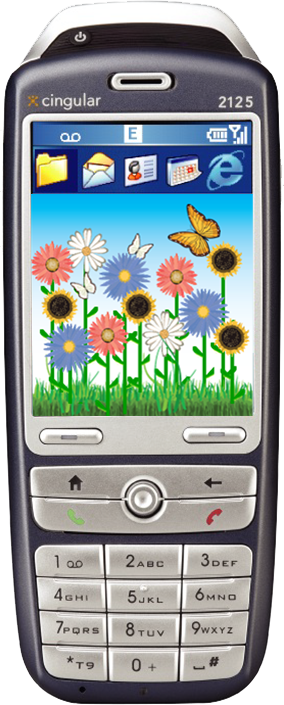 cingular 2125
E
1 2ABC 3DEF
4GHI 5JKL 6MNO
7PQRS 8TUV 9WXYZ
*T9 0 + #